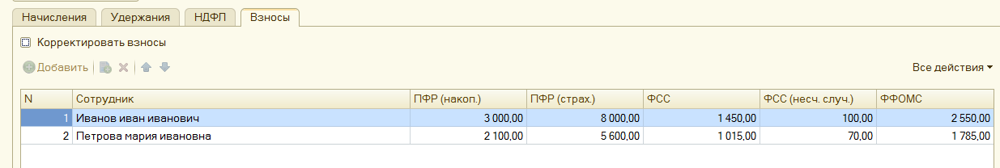 Начисления Удержания НДФЛ Взносы
Корректировать взносы
Добавить Все действия
N Сотрудник ПФР (накоп.) ПФР (страх.) ФСС ФСС (несч. случ.) ФФОМС
1 Иванов иван иванович 3 000,00 8 000,00 1 450,00 100,00 2 550,00
2 Петрова мария ивановна 2 100,00 5 600,00 1 015,00 70,00 1 785,00